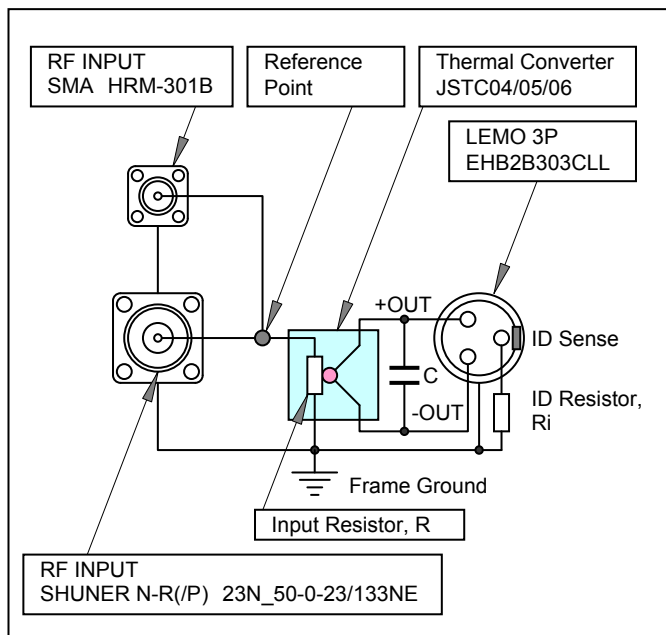 RF INPUT
SMA HRM-301B
Reference
Point
Thermal Converter
JSTC04/05/06
LEMO 3P
EHB2B303CLL
+OUT
ID Sense
C
-OUT
ID Resistor,
Ri
Frame Ground
Input Resistor, R
RF INPUT
SHUNER N-R(/P) 23N_50-0-23/133NE